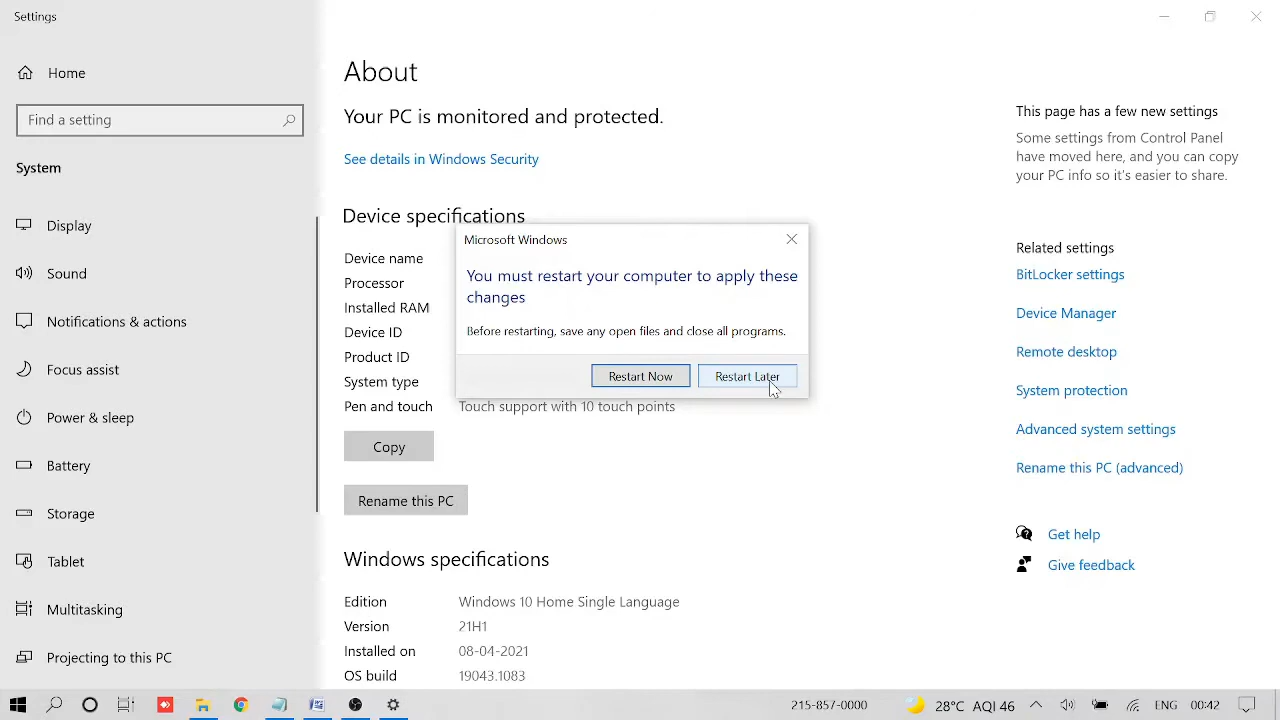 Settings
Home
Find a setting
System
Display
Sound
Notifications & actions
Focus assist
Power & sleep
Battery
Storage
Tablet
Multitasking
Projecting to this PC
About
Your PC is monitored and protected.
See details in Windows Security
Device specifications
Device name
Processor
Installed RAM
Device ID
Product ID
System type
Pen and touch Touch support with 10 touch points
Copy
Rename this PC
Windows specifications
Edition Windows 10 Home Single Language
Version 21H1
Installed on 08-04-2021
OS build 19043.1083
Microsoft Windows
You must restart your computer to apply these
changes
Before restarting, save any open files and close all programs.
Restart Now Restart Later
This page has a few new settings
Some settings from Control Panel
have moved here, and you can copy
your PC info so it's easier to share.
Related settings
BitLocker settings
Device Manager
Remote desktop
System protection
Advanced system settings
Rename this PC (advanced)
Get help
Give feedback
215-857-0000 28°C AQI 46 ENG 00:42